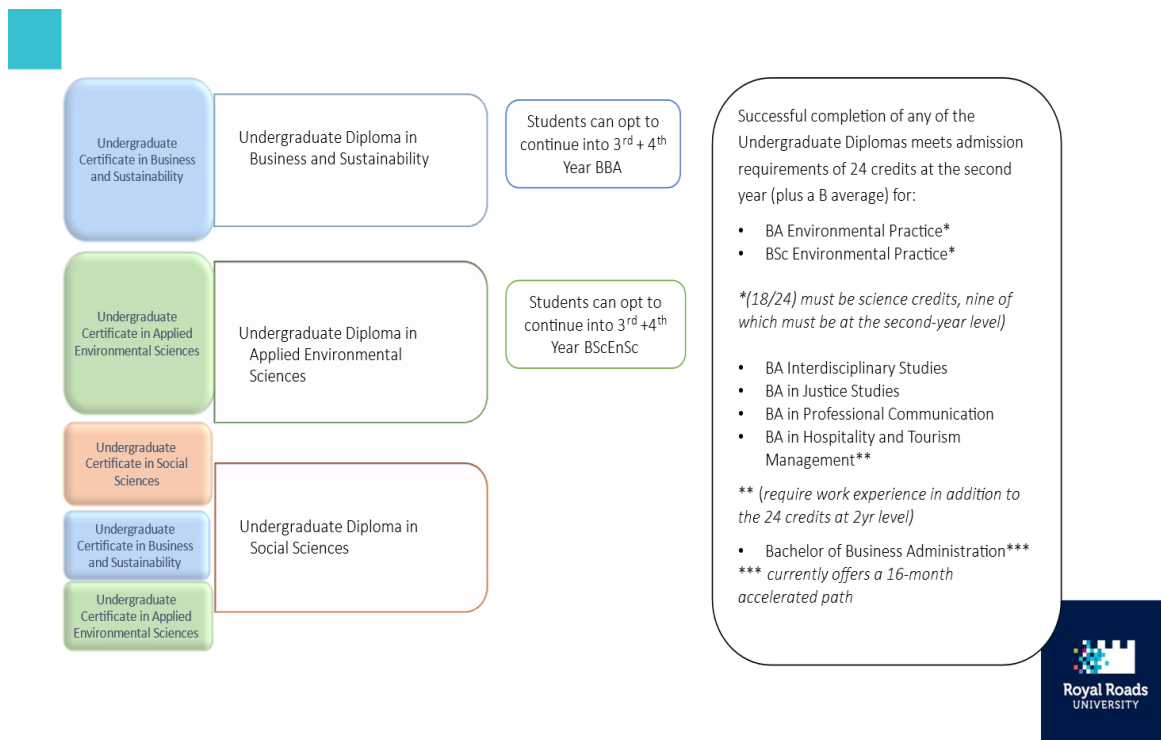 Undergraduate
Certificate in Business
and Sustainability
Undergraduate Diploma in
Business and Sustainability
Students can opt to
continue into 3rd + 4th
Year BBA
Undergraduate
Certificate in Applied
Environmental Sciences
Undergraduate Diploma in
Applied Environmental
Sciences
Students can opt to
continue into 3rd +4th
Year BScEnSc
Undergraduate
Certificate in Social
Sciences
Undergraduate
Certificate in Business
and Sustainability
Undergraduate
Certificate in Applied
Environmental Sciences
Undergraduate Diploma in
Social Sciences
Successful completion of any of the
Undergraduate Diplomas meets admission
requirements of 24 credits at the second
year (plus a B average) for:
• BA Environmental Practice*
• BSc Environmental Practice*
*(18/24) must be science credits, nine of
which must be at the second-year level)
• BA Interdisciplinary Studies
• BA in Justice Studies
• BA in Professional Communication
• BA in Hospitality and Tourism
Management**
** (require work experience in addition to
the 24 credits at 2yr level)
• Bachelor of Business Administration***
*** currently offers a 16-month
accelerated path
Royal Roads
UNIVERSITY